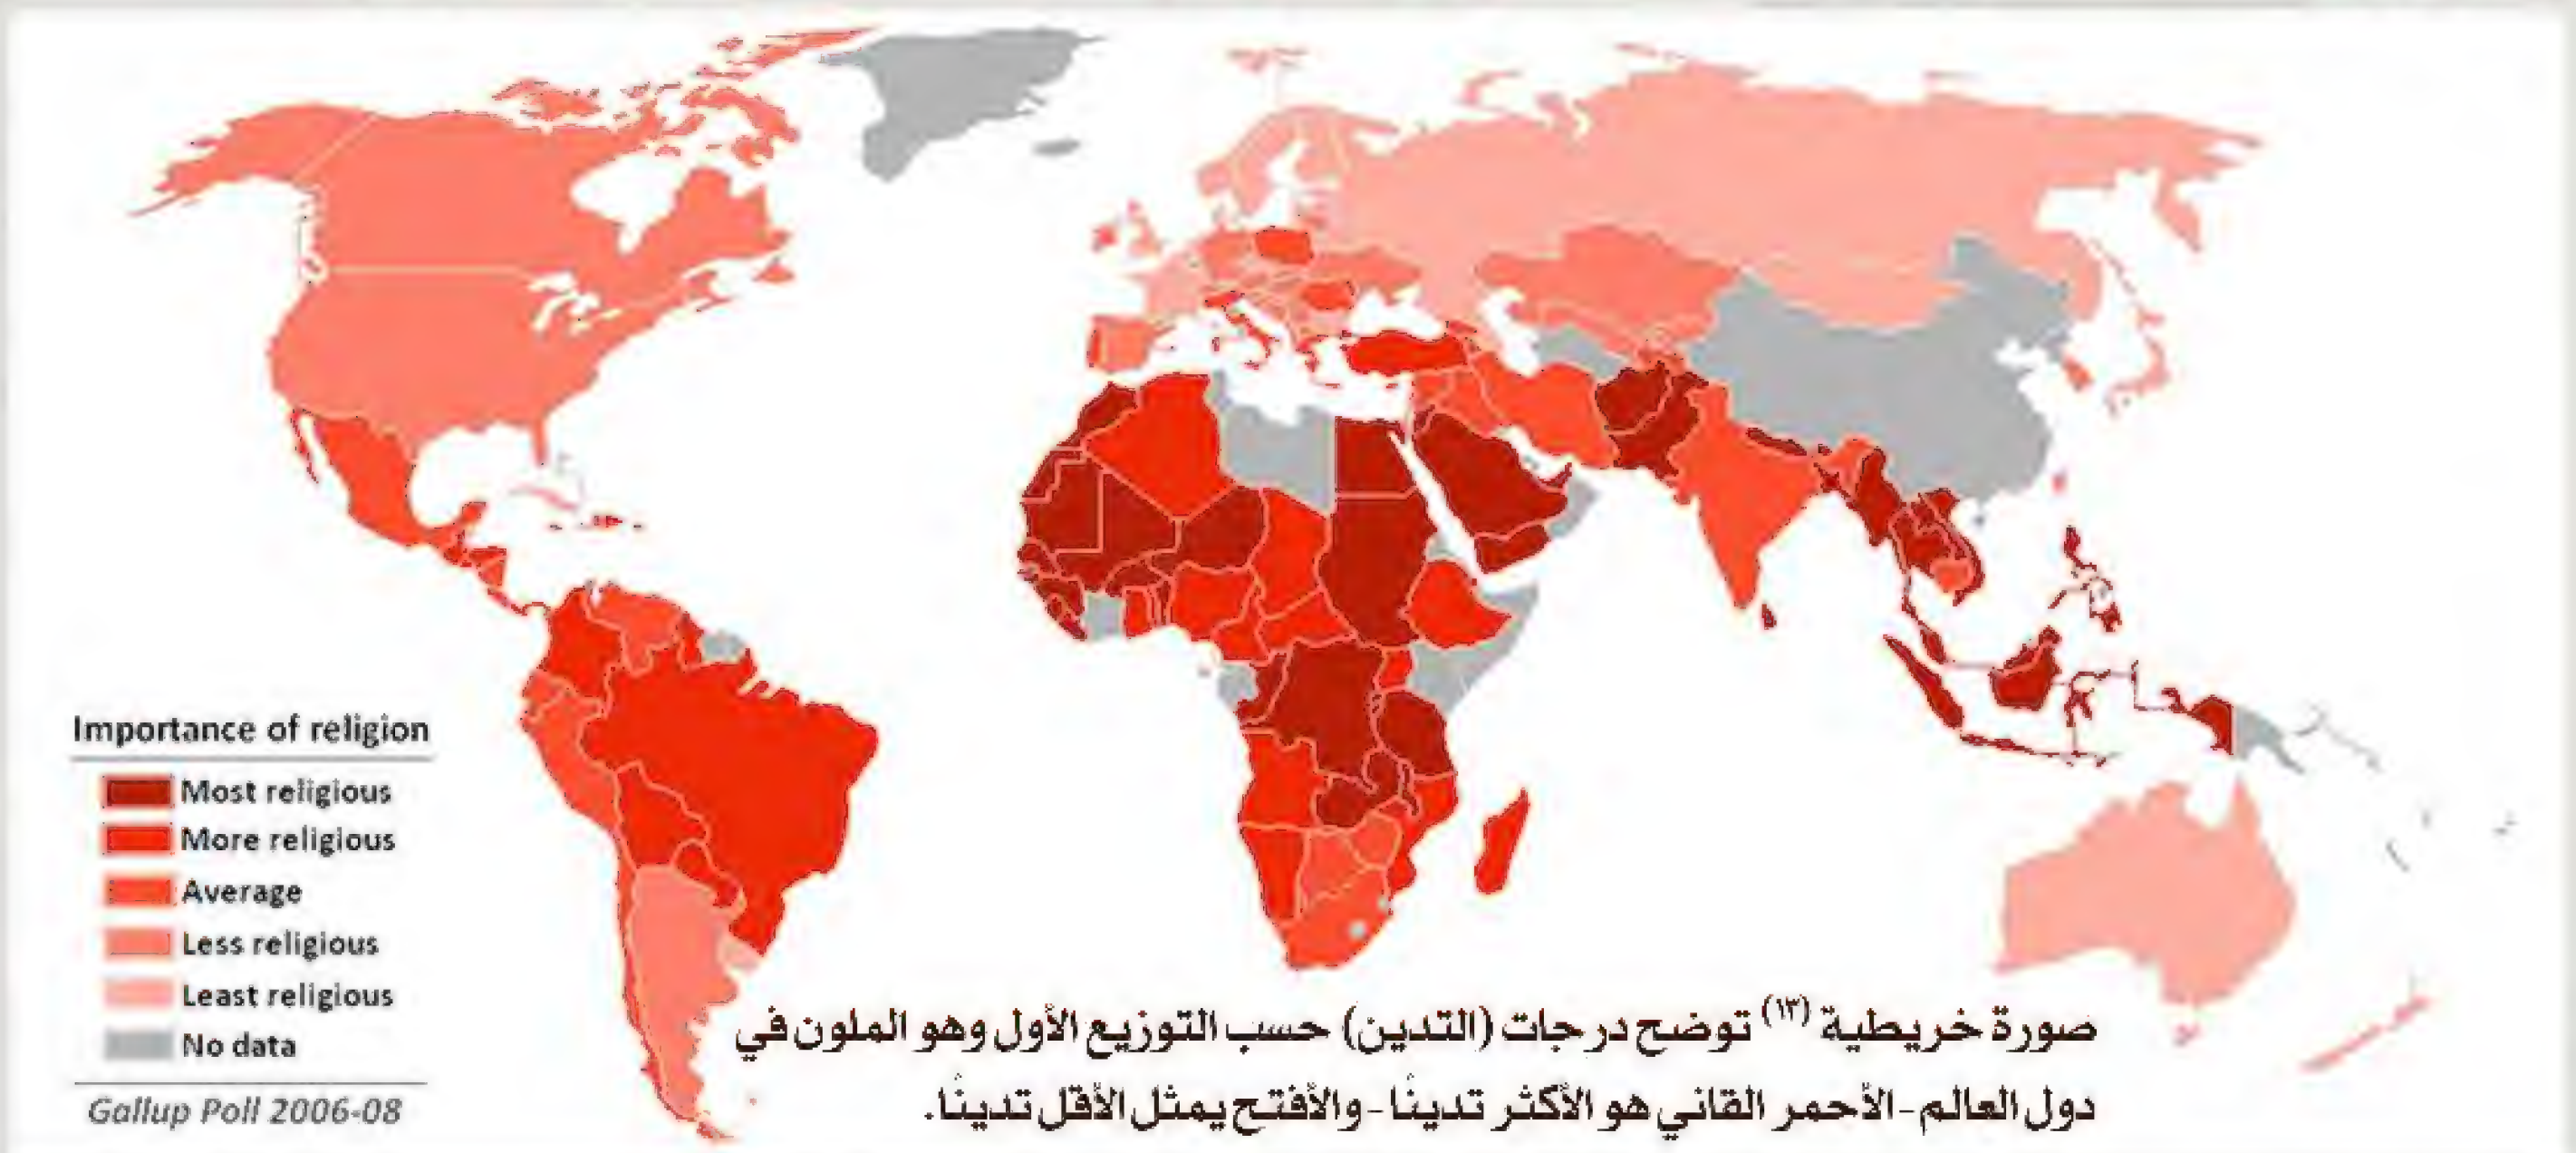 Importance of religion
Most religious
More religious
Average
Less religious
Least religious
No data
Gallup Poll 2006-08
صورة خريطية (١٣) توضح درجات (التدين) حسب التوزيع الأول وهو الملون في
دول العالم - الأحمر القاني هو الأكثر تدينًا - والأفتح يمثل الأقل تدينًا.